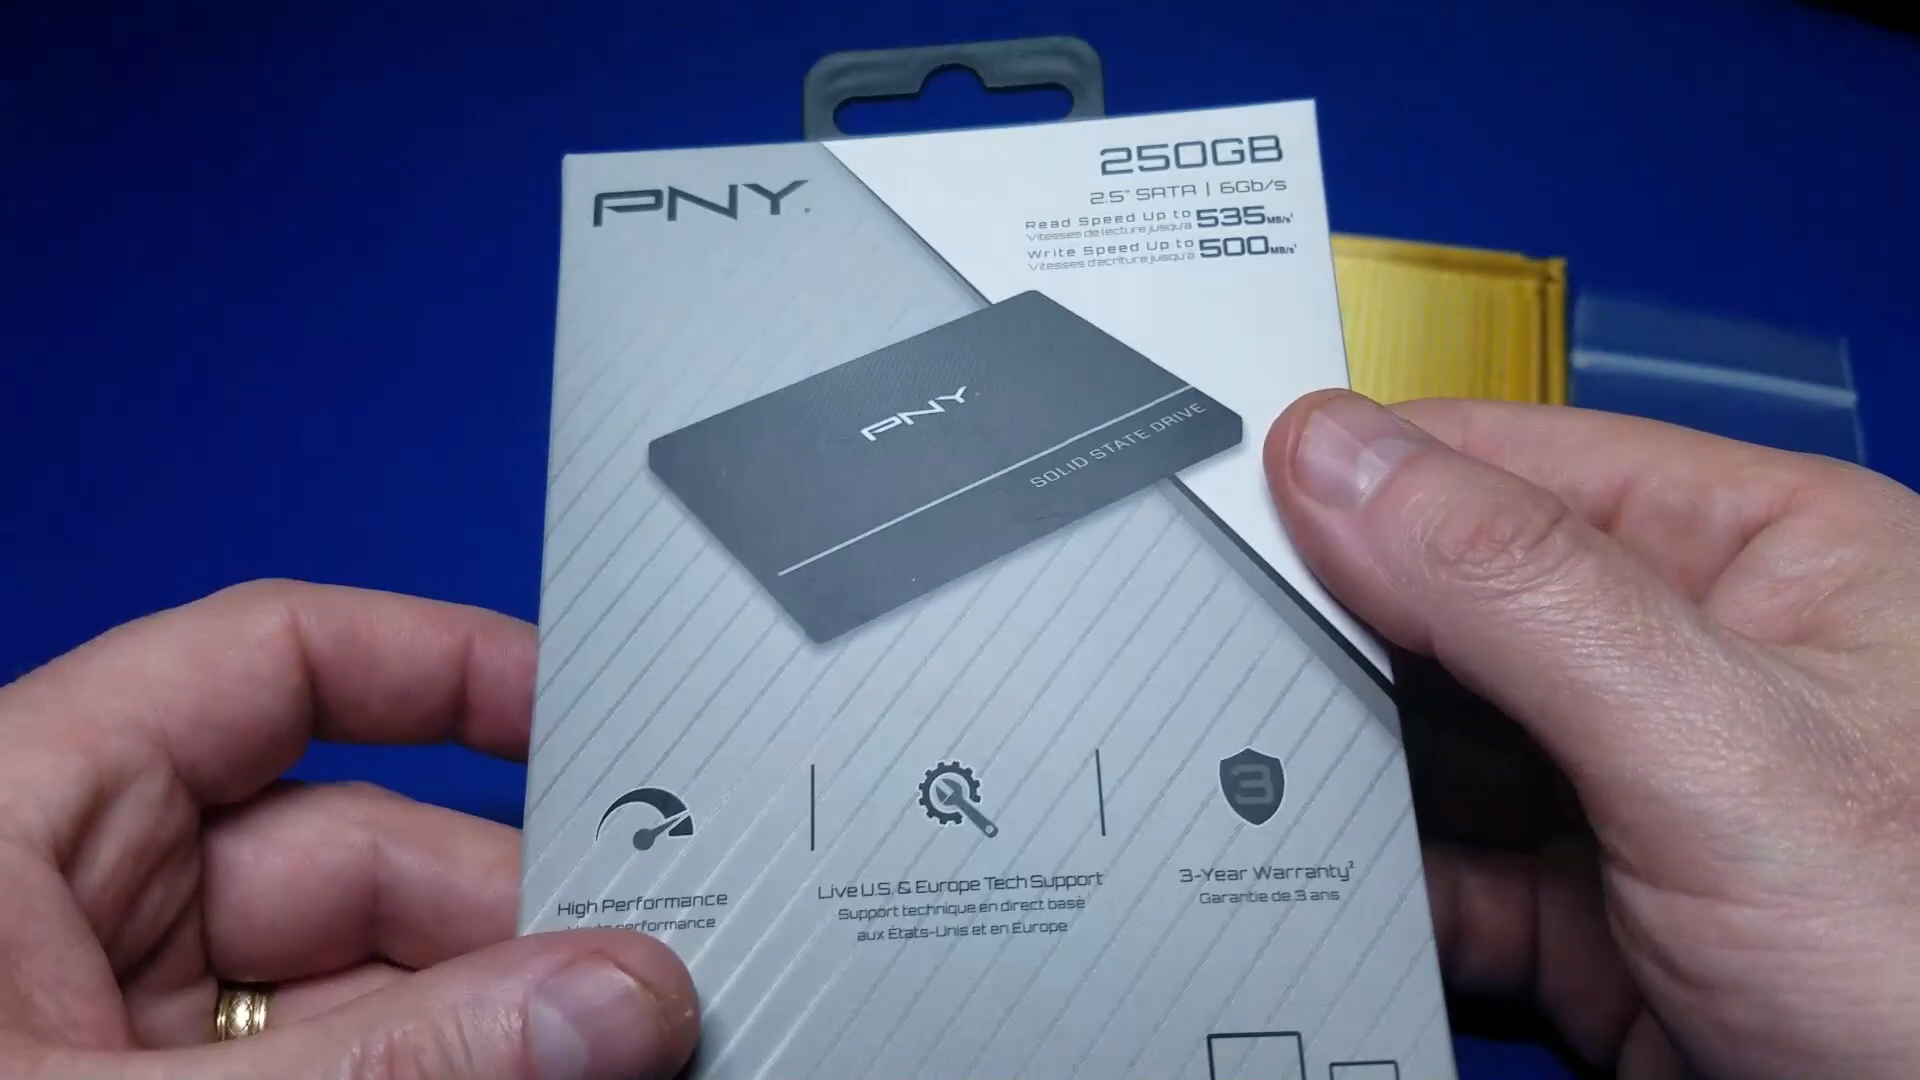 PNY
250GB
2.5" SATA | 6Gb/s
Read Speed Up to 535MB/s¹
Vitesses de lecture jusqu'à
Write Speed Up to 500MB/s¹
Vitesses d'écriture jusqu'à
PNY
SOLID STATE DRIVE
3
High Performance
performance
Live U.S. & Europe Tech Support
Support technique en direct basé
aux États-Unis et en Europe
3-Year Warranty²
Garantie de 3 ans